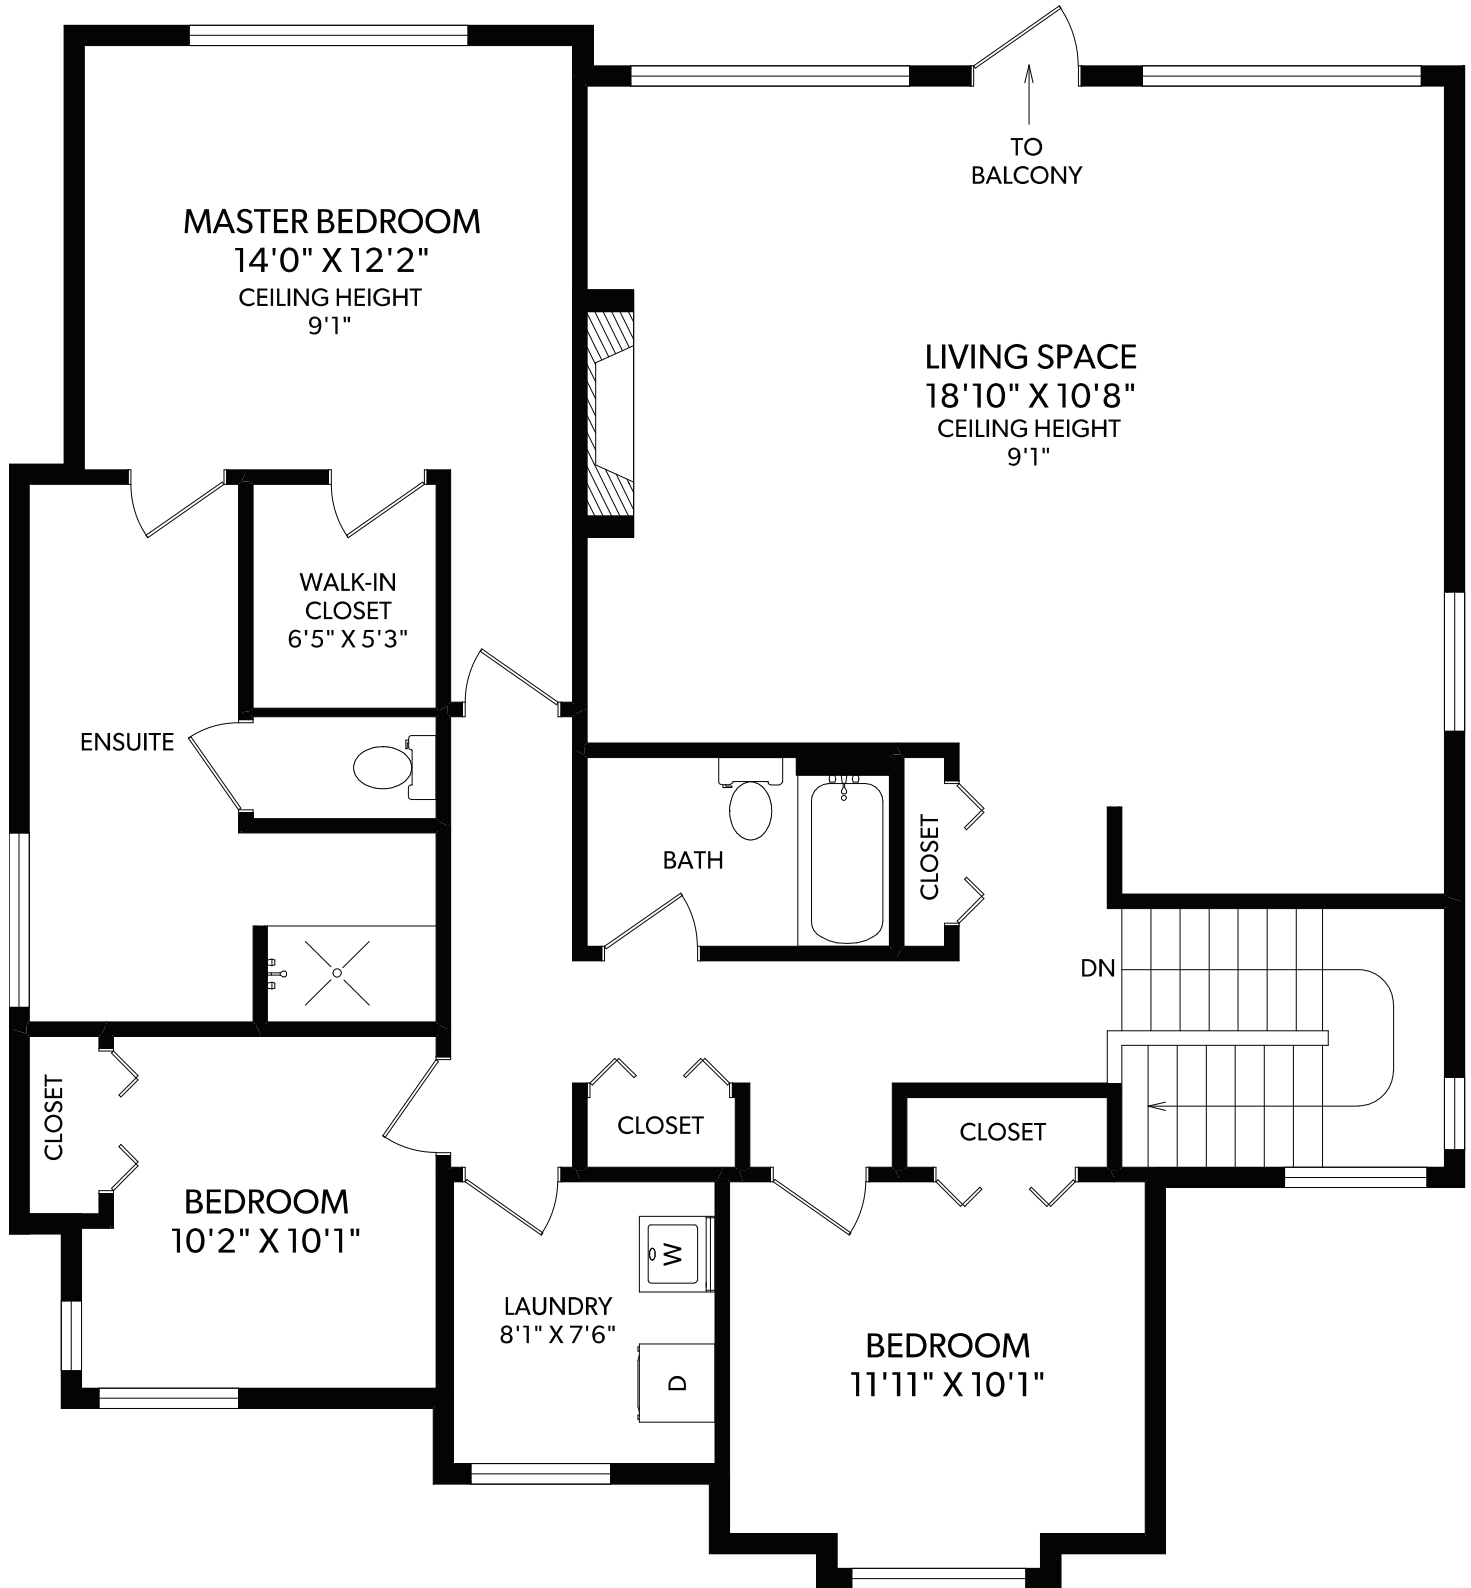 TO
BALCONY
MASTER BEDROOM
14'0" X 12'2"
CEILING HEIGHT
9'1"
LIVING SPACE
18'10" X 10'8"
CEILING HEIGHT
9'1"
WALK-IN
CLOSET
6'5" X 5'3"
ENSUITE
BATH
CLOSET
DN
CLOSET
CLOSET
CLOSET
BEDROOM
10'2" X 10'1"
W
LAUNDRY
8'1" X 7'6"
D
BEDROOM
11'11" X 10'1"